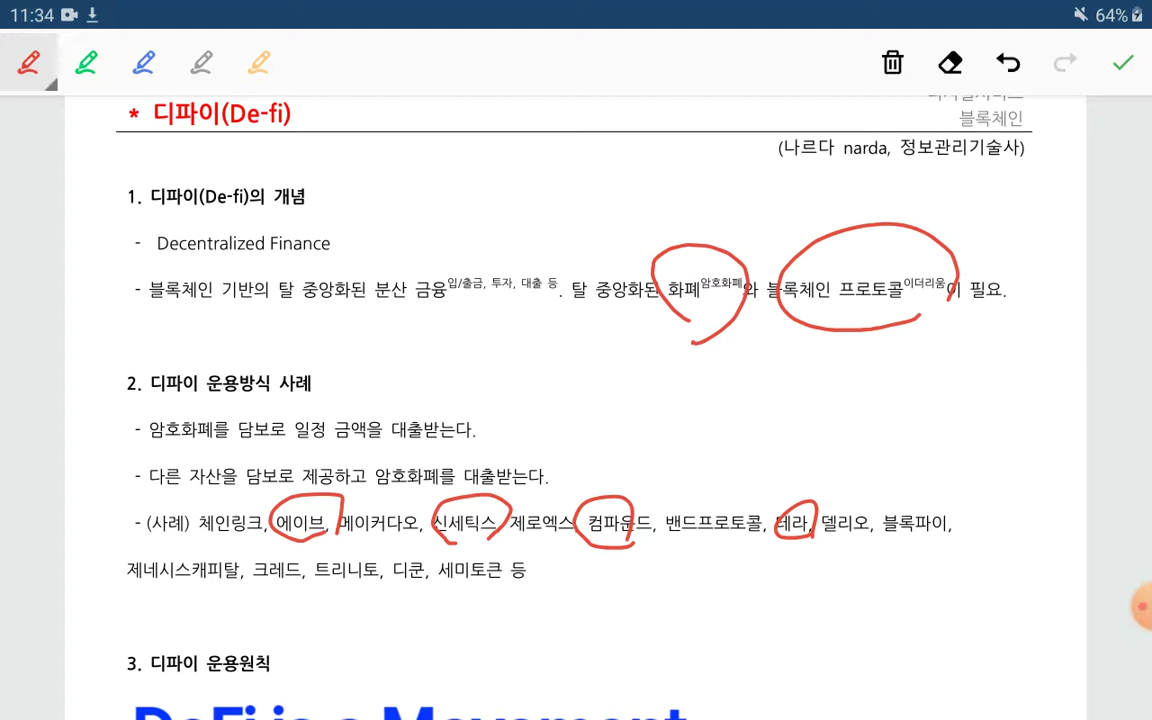 11:34 64%
* 디파이(De-fi)
블록체인
(나르다 narda, 정보관리기술사)
1. 디파이(De-fi)의 개념
- Decentralized Finance
- 블록체인 기반의 탈 중앙화된 분산 금융입/출금, 투자, 대출 등. 탈 중앙화된 화폐암호화폐와 블록체인 프로토콜이더리움이 필요.
2. 디파이 운용방식 사례
- 암호화폐를 담보로 일정 금액을 대출받는다.
- 다른 자산을 담보로 제공하고 암호화폐를 대출받는다.
- (사례) 체인링크, 에이브, 메이커다오, 신세틱스, 제로엑스, 컴파운드, 밴드프로토콜, 테라, 델리오, 블록파이,
제네시스캐피탈, 크레드, 트리니토, 디쿤, 세미토큰 등
3. 디파이 운용원칙
DeFi is a Movement